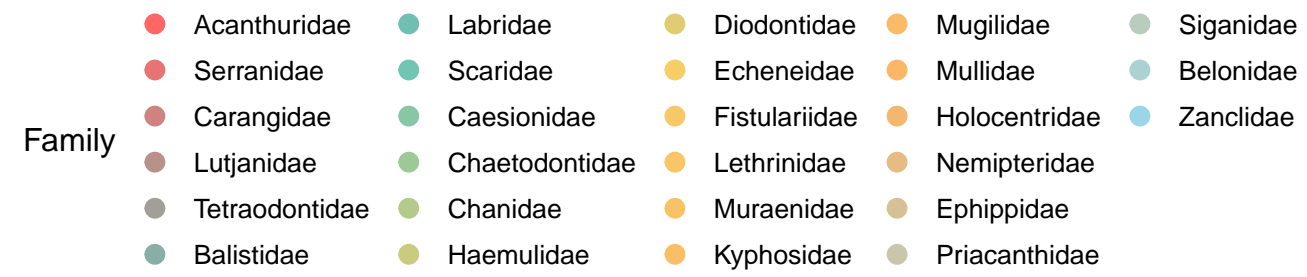 Family
Acanthuridae
Serranidae
Carangidae
Lutjanidae
Tetraodontidae
Balistidae
Labridae
Scaridae
Caesionidae
Chaetodontidae
Chanidae
Haemulidae
Diodontidae
Echeneidae
Fistulariidae
Lethrinidae
Muraenidae
Kyphosidae
Mugilidae
Mullidae
Holocentridae
Nemipteridae
Ephippidae
Priacanthidae
Siganidae
Belonidae
Zanclidae